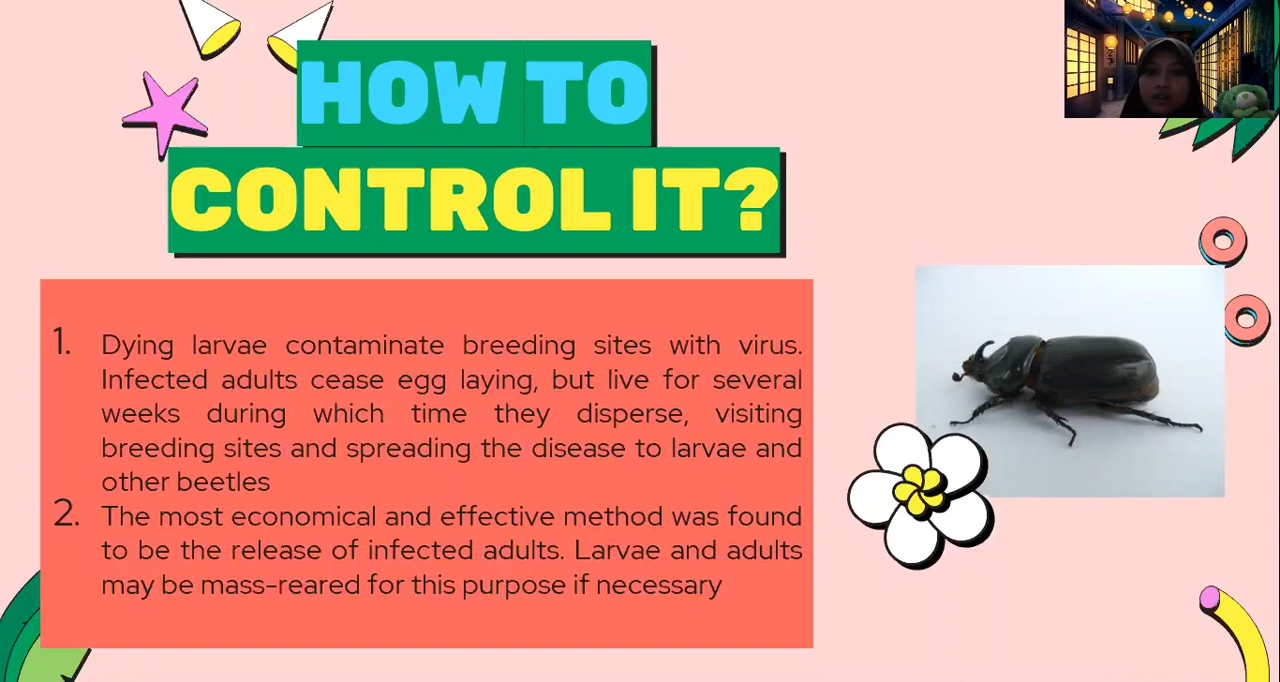 HOW TO
CONTROL IT?
1. Dying larvae contaminate breeding sites with virus.
Infected adults cease egg laying, but live for several
weeks during which time they disperse, visiting
breeding sites and spreading the disease to larvae and
other beetles
2. The most economical and effective method was found
to be the release of infected adults. Larvae and adults
may be mass-reared for this purpose if necessary